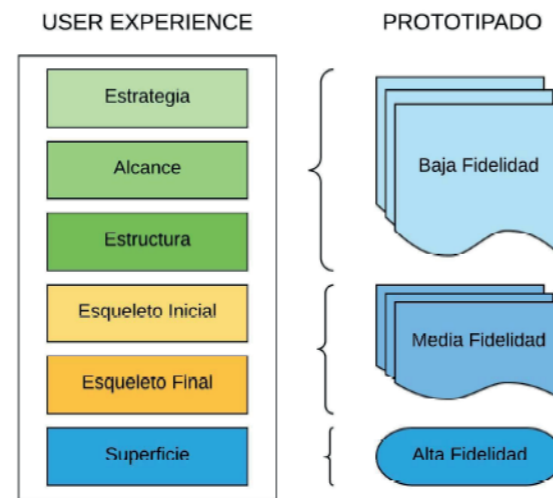 USER EXPERIENCE
PROTOTIPADO
Estrategia
Alcance
Estructura
Esqueleto Inicial
Esqueleto Final
Superficie
Baja Fidelidad
Media Fidelidad
Alta Fidelidad